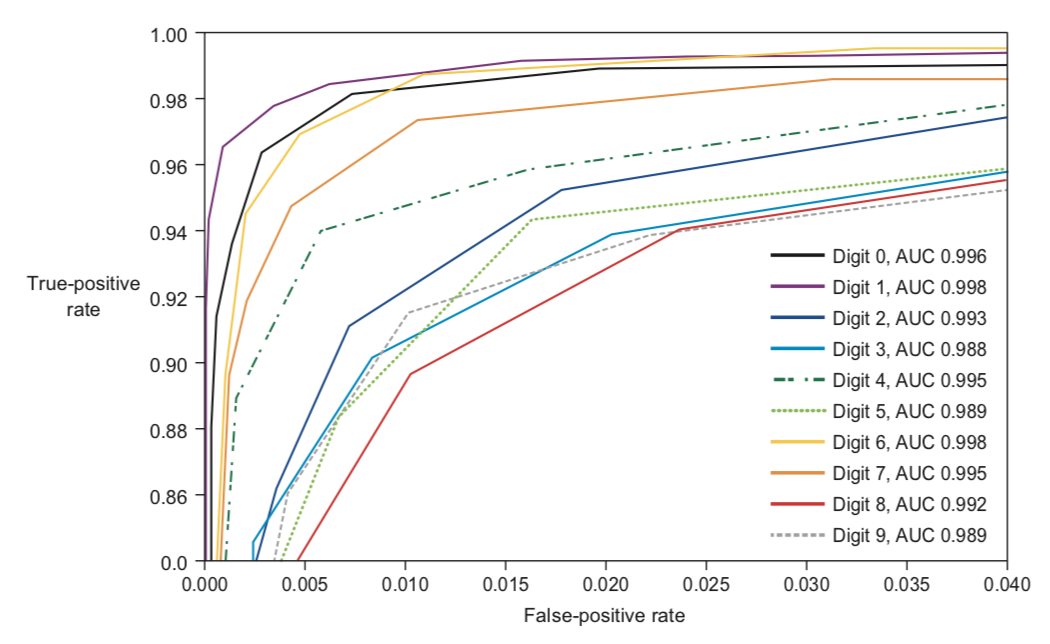 1.00
0.98
0.96
0.94
0.92
0.90
0.88
0.86
0.0
True-positive
rate
0.000 0.005 0.010 0.015 0.020 0.025 0.030 0.035 0.040
False-positive rate
Digit 0, AUC 0.996
Digit 1, AUC 0.998
Digit 2, AUC 0.993
Digit 3, AUC 0.988
Digit 4, AUC 0.995
Digit 5, AUC 0.989
Digit 6, AUC 0.998
Digit 7, AUC 0.995
Digit 8, AUC 0.992
Digit 9, AUC 0.989